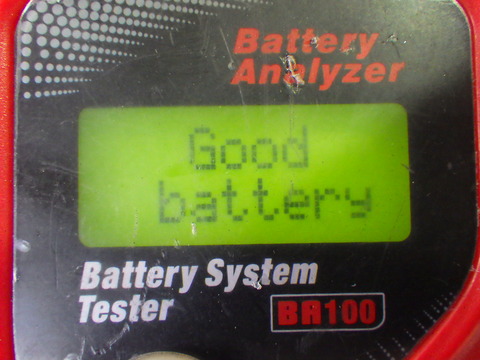 Battery
Analyzer
Good
battery
Battery System
Tester
BA100